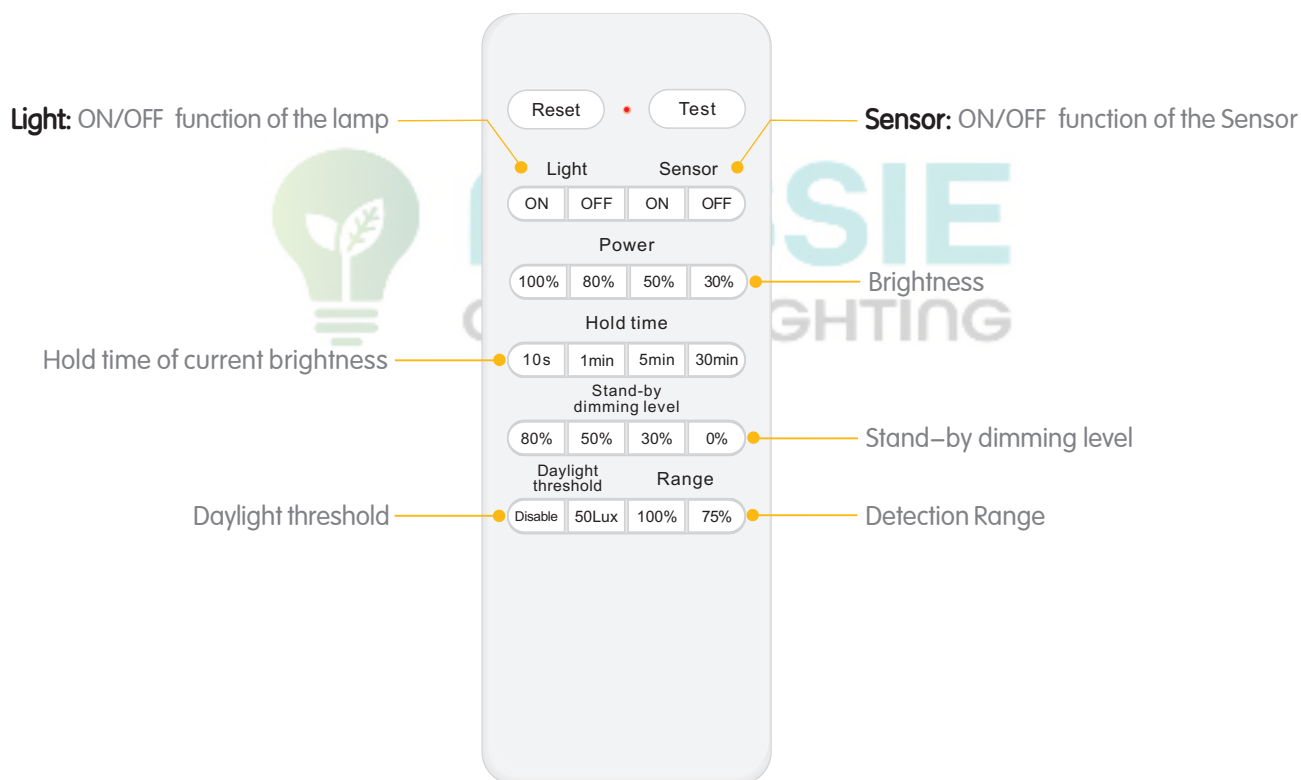 Reset Test
Light: ON/OFF function of the lamp
Sensor: ON/OFF function of the Sensor
Light Sensor
ON OFF ON OFF
Power
100% 80% 50% 30%
Brightness
Hold time
Hold time of current brightness
10s 1min 5min 30min
Stand-by
dimming level
80% 50% 30% 0%
Stand-by dimming level
Daylight
threshold
Range
Daylight threshold
Disable 50Lux 100% 75%
Detection Range